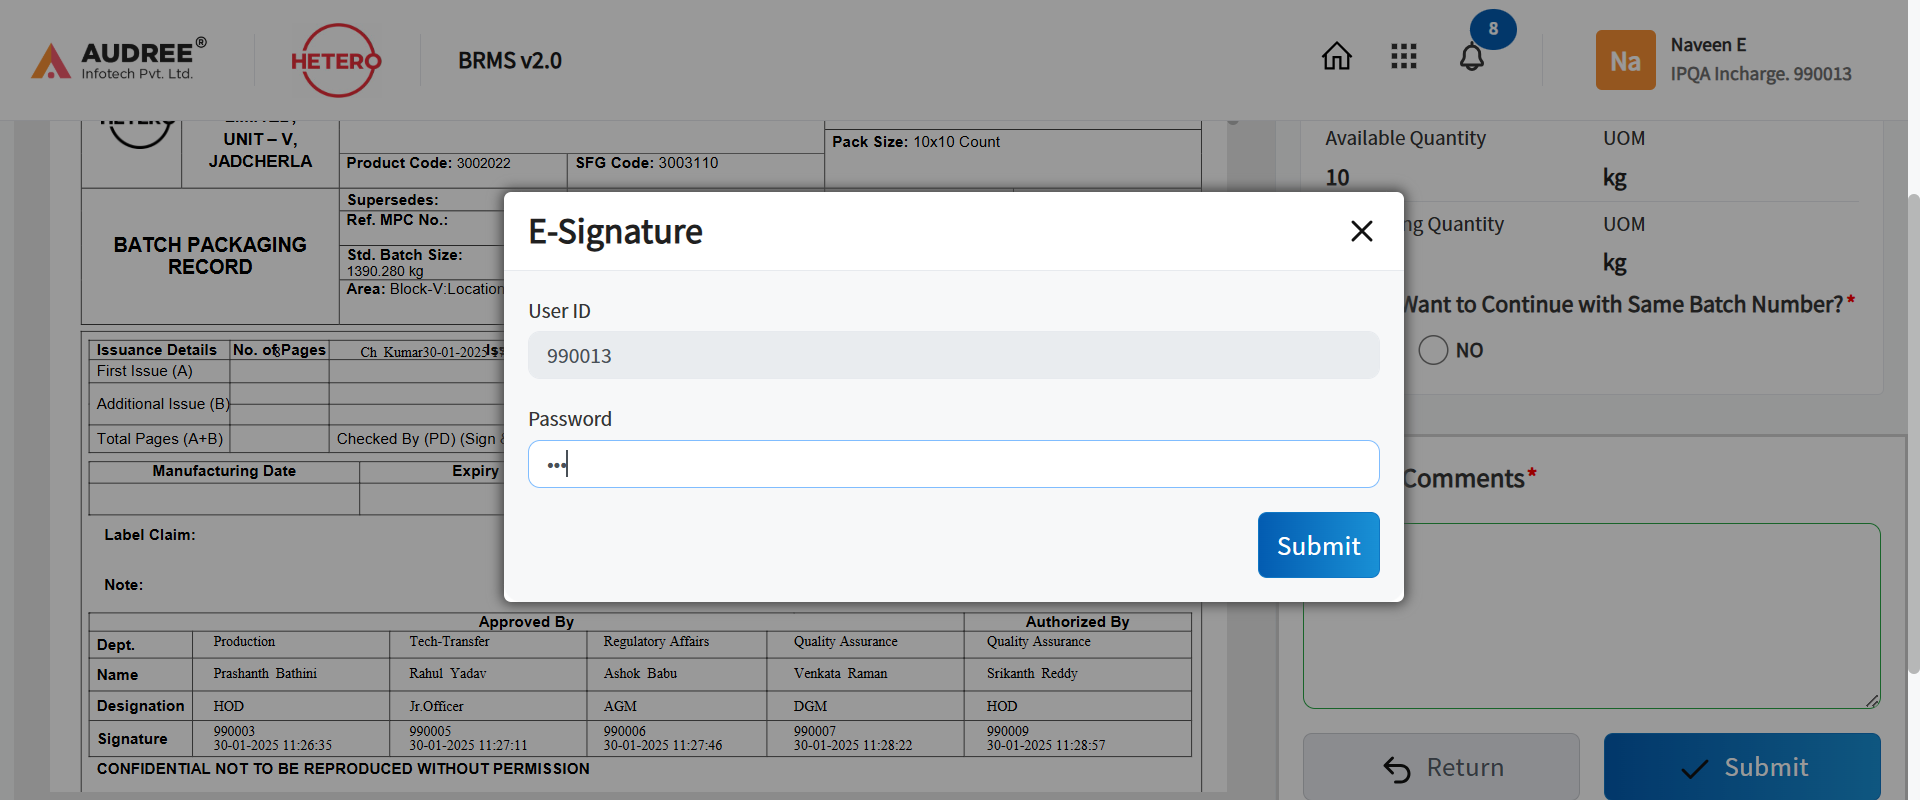 AUDREE®
Infotech Pvt. Ltd.
HETERO
BRMS v2.0
8
Na
Naveen E
IPQA Incharge. 990013
UNIT – V,
JADCHERLA
Product Code: 3002022
SFG Code: 3003110
Pack Size: 10x10 Count
BATCH PACKAGING
RECORD
Supersedes:
Ref. MPC No.:
Std. Batch Size:
1390.280 kg
Area: Block-V:Location
Issuance Details
No. of Pages
Ch Kumar30-01-2025
First Issue (A)
Additional Issue (B)
Total Pages (A+B)
Checked By (PD) (Sign &
Manufacturing Date
Expiry
Label Claim:
Note:
Approved By
Authorized By
Dept.
Production
Tech-Transfer
Regulatory Affairs
Quality Assurance
Quality Assurance
Name
Prashanth Bathini
Rahul Yadav
Ashok Babu
Venkata Raman
Srikanth Reddy
Designation
HOD
Jr.Officer
AGM
DGM
HOD
Signature
990003
30-01-2025 11:26:35
990005
30-01-2025 11:27:11
990006
30-01-2025 11:27:46
990007
30-01-2025 11:28:22
990009
30-01-2025 11:28:57
CONFIDENTIAL NOT TO BE REPRODUCED WITHOUT PERMISSION
E-Signature
User ID
990013
Password
•••
Submit
Available Quantity
UOM
10
kg
ng Quantity
UOM
kg
Want to Continue with Same Batch Number?*
NO
Comments*
Return
Submit